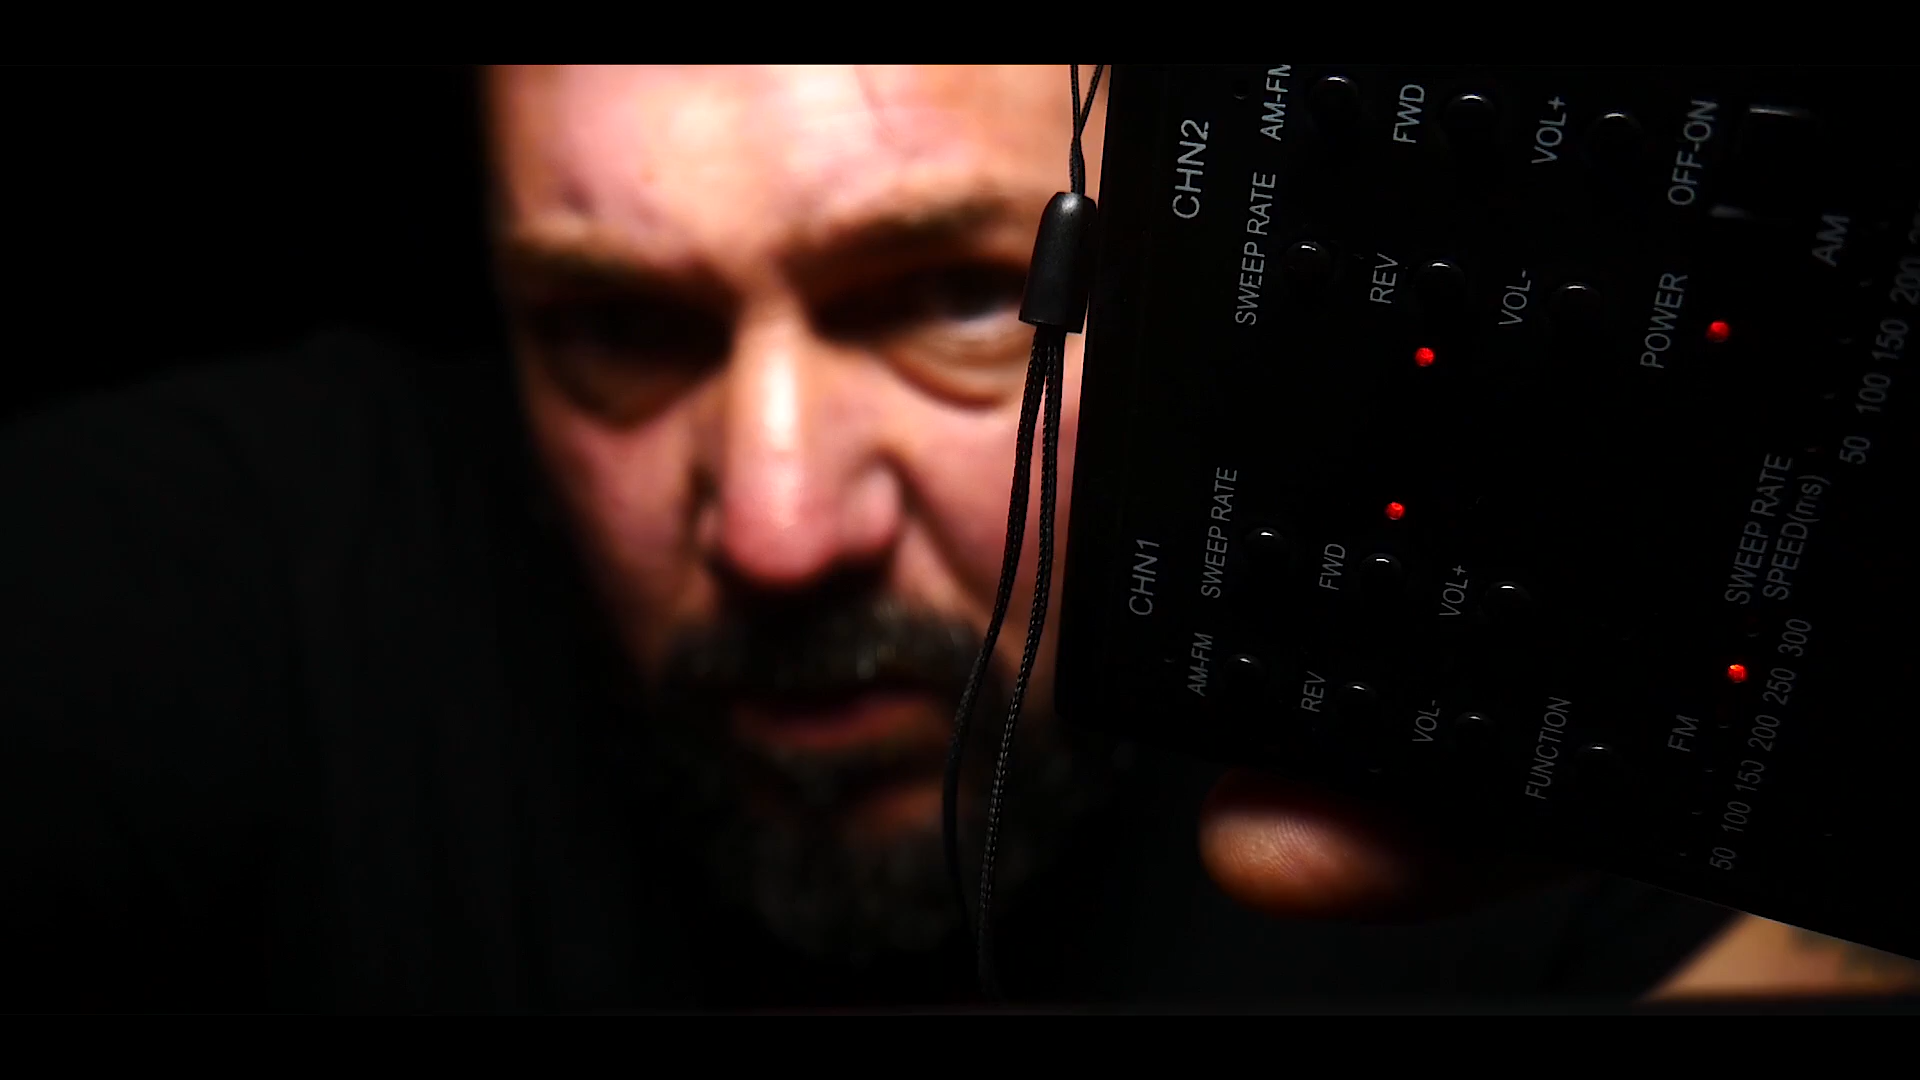 CHN2
AM-FM
FWD
VOL+
OFF-ON
SWEEP RATE
REV
VOL-
POWER
AM
50 100 150 200
CHN1
SWEEP RATE
FWD
VOL+
SWEEP RATE
SPEED(ms)
AM-FM
REV
VOL-
FUNCTION
FM
50 100 150 200 250 300